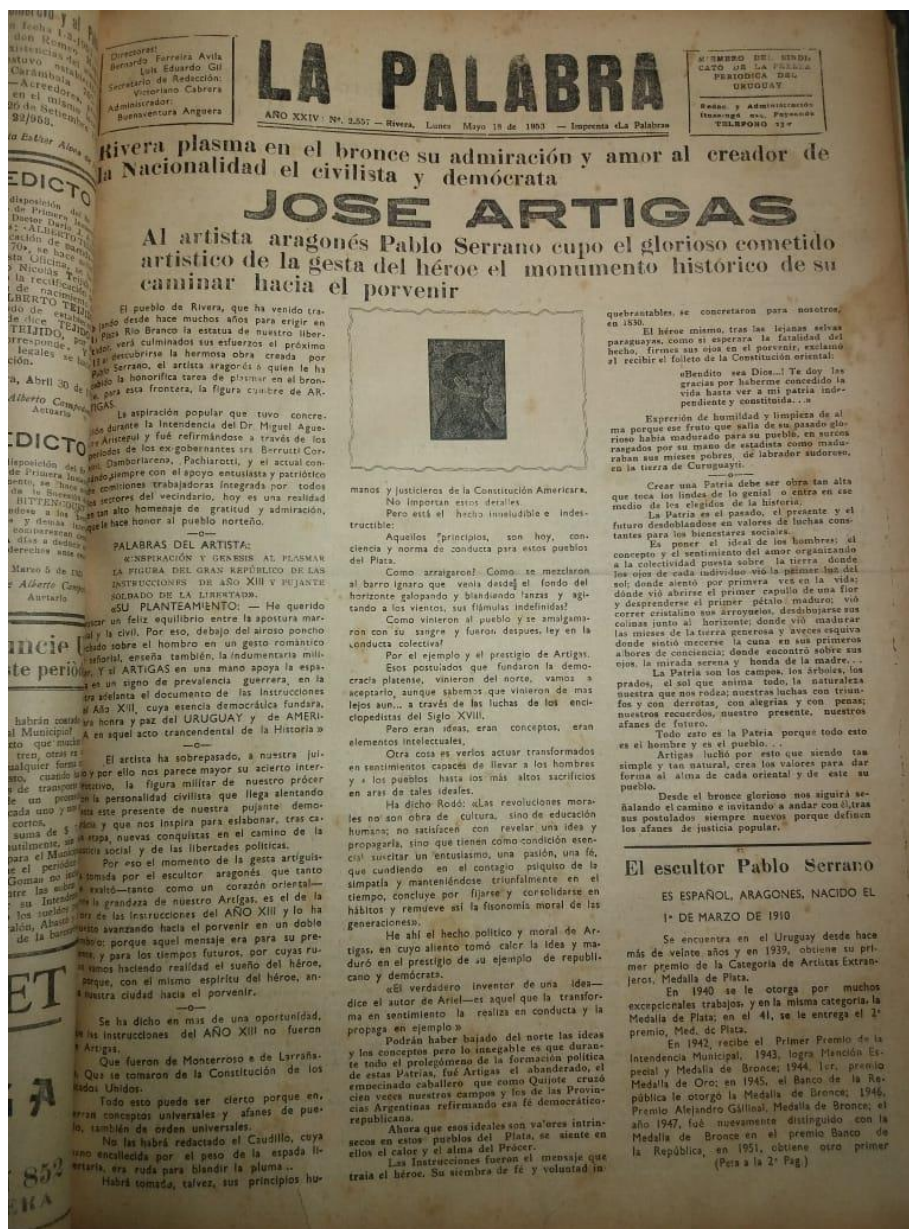 Directores:
Bernardo Ferreira Avila
Luis Eduardo Gil
Secretario de Redacción:
Victoriano Cabrera
Administrador:
Buenaventura Anguera
LA PALABRA
MIEMBRO DEL SINDI-
CATO DE LA PRENSA
PERIODICA DEL
URUGUAY
Redac. y Administración
TELEFONO
AÑO XXIV: Nº. 2.557 — Rivera, Lunes Mayo 18 de 1953 — Imprenta «La Palabra»
Rivera plasma en el bronce su admiración y amor al creador de
la Nacionalidad el civilista y demócrata
JOSE ARTIGAS
Al artista aragonés Pablo Serrano cupo el glorioso cometido
artistico de la gesta del héroe el monumento histórico de su
caminar hacia el porvenir
El pueblo de Rivera, que ha venido tra-
jando desde hace muchos años para erigir en
Plaza Rio Branco la estatua de nuestro liber-
tador, verá culminados sus esfuerzos el próximo
descubrirse la hermosa obra creada por
Serrano, el artista aragonés a quien le ha
cabido la honorifica tarea de plasmar en el bron-
ce, para esta frontera, la figura cumbre de AR-
TIGAS.
La aspiración popular que tuvo concre-
ción durante la Intendencia del Dr. Miguel Ague-
rre Aristegui y fué refirmándose a través de los
períodos de los ex-gobernantes srs Berrutti Cor-
Damborlarena, Pachiarotti, y el actual con-
tando siempre con el apoyo entusiasta y patriótico
de comitiones trabajadoras integrada por todos
los sectores del vecindario, hoy es una realidad
en tan alto homenaje de gratitud y admiración,
que le hace honor al pueblo norteño.
—o—
PALABRAS DEL ARTISTA:
«INSPIRACIÓN Y GENESIS AL PLASMAR
LA FIGURA DEL GRAN REPÚBLICO DE LAS
INSTRUCCIONES DE AÑO XIII Y PUJANTE
SOLDADO DE LA LIBERTAD».
«SU PLANTEAMIENTO: — He querido
buscar un feliz equilibrio entre la apostura mar-
cial y la civil. Por eso, debajo del airoso poncho
echado sobre el hombro en un gesto romántico
señorial, enseña también, la indumentaria mili-
tar. Y si ARTIGAS en una mano apoya la espa-
da es un signo de prevalencia guerrera, en la
otra adelanta el documento de las Instrucciones
del Año XIII, cuya esencia democrática fundara,
para honra y paz del URUGUAY y de AMERI-
CA en aquel acto trancendental de la Historia»
—o—
El artista ha sobrepasado, a nuestra jui-
cio y por ello nos parece mayor su acierto inter-
pretativo, la figura militar de nuestro prócer
con la personalidad civilista que llega alentando
hasta este presente de nuestra pujante demo-
cracia y que nos inspira para eslabonar, tras ca-
da etapa, nuevas conquistas en el camino de la
justicia social y de las libertades políticas.
Por eso el momento de la gesta artiguis-
ta tomada por el escultor aragonés que tanto
exaltó—tanto como un corazón oriental—
la grandeza de nuestro Artigas, es el de la
hora de las Instrucciones del AÑO XIII y lo ha
puesto avanzando hacia el porvenir en un doble
símbolo: porque aquel mensaje era para su pre-
sente, y para los tiempos futuros, por cuyas ru-
tas vamos haciendo realidad el sueño del héroe,
porque, con el mismo espíritu del héroe, an-
da nuestra ciudad hacia el porvenir.
—o—
Se ha dicho en mas de una oportunidad,
que las instrucciones del AÑO XIII no fueron
de Artigas.
Que fueron de Monterroso e de Larraña-
ga. Que se tomaron de la Constitución de los
Estados Unidos.
Todo esto puede ser cierto porque en,
cierran conceptos universales y afanes de pue-
blo, también de orden universales.
No las habrá redactado el Caudillo, cuya
mano encallecida por el peso de la espada li-
bertaria, era ruda para blandir la pluma..
Habrá tomado, talvez, sus principios hu-
manos y justicieros de la Constitución Americana.
No importan estos detalles.
Pero está el hecho ineludible e indes-
tructible:
Aquellos principios, son hoy, con-
ciencia y norma de conducta para estos pueblos
del Plata.
Como arraigaron? Como se mezclaron
al barro ignaro que venía desde el fondo del
horizonte galopando y blandiendo lanzas y agi-
tando a los vientos, sus flámulas indefinidas?
Como vinieron al pueblo y se amalgama-
ron con su sangre y fueron despues, ley en la
conducta colectiva?
Por el ejemplo y el prestigio de Artigas.
Esos postulados que fundaron la demo-
cracia platense, vinieron del norte, vamos a
aceptarlo, aunque sabemos que vinieron de mas
lejos aun... a través de las luchas de los enci-
clopedistas del Siglo XVIII.
Pero eran ideas, eran conceptos, eran
elementos intelectuales,
Otra cosa es verlos actuar transformados
en sentimientos capaces de llevar a los hombres
y a los pueblos hasta los más altos sacrificios
en aras de tales ideales.
Ha dicho Rodó: «Las revoluciones mora-
les no son obra de cultura, sino de educación
humana; no satisfacen con revelar una idea y
propagarla, sino que tienen como condición esen-
cial suscitar un entusiasmo, una pasión, una fé,
que cundiendo en el contagio psiquico de la
simpatía y manteniéndose triunfalmente en el
tiempo, concluye por fijarse y consolidarse en
hábitos y remueve así la fisonomía moral de las
generaciones».
He ahí el hecho politico y moral de Ar-
tigas, en cuyo aliento tomó calor la idea y ma-
duró en el prestigio de su ejemplo de republi-
cano y demócrata.
«El verdadero inventor de una idea—
dice el autor de Ariel—es aquel que la transfor-
ma en sentimiento la realiza en conducta y la
propaga en ejemplo»
Podrán haber bajado del norte las ideas
y los conceptos pero lo innegable es que duran-
te todo el prolegómeno de la formación politica
de estas Patrias, fué Artigas el abanderado, el
empecinado caballero que como Quijote cruzó
cien veces nuestros campos y los de las Provin-
cias Argentinas refirmando esa fé democrático-
republicana.
Ahora que esos ideales son valores intrin-
secos en estos pueblos del Plata, se siente en
ellos el calor y el alma del Prócer.
Las Instrucciones fueron el mensaje que
traia el héroe. Su siembra de fé y voluntad in-
quebrantables, se concretaron para nosotros,
en 1830.
El héroe mismo, tras las lejanas selvas
paraguayas, como si esperara la fatalidad del
hecho, firmes sus ojos en el porvenir, exclamó
al recibir el folleto de la Constitución oriental:
«Bendito sea Dios...! Te doy las
gracias por haberme concedido la
vida hasta ver a mi patria inde-
pendiente y constituida...»
Expresión de humildad y limpieza de al
ma porque ese fruto que salia de su pasado glo-
rioso habia madurado para su pueblo, en surcos
rasgados por su mano de estadista como madu-
raban sus mieses pobres, de labrador sudoroso,
en la tierra de Curuguayti.
—o—
Crear una Patria debe ser obra tan alta
que toca los lindes de lo genial o entra ese
medio de los elegidos de la historia.
La Patria es el pasado, el presente y el
futuro desdoblandose en valores de luchas cons-
tantes para los bienestares sociales.
Es poner el ideal de los hombres; el
concepto y el sentimiento del amor organizando
a la colectividad puesta sobre la tierra donde
los ojos de cada individuo vió la primer luz del
sol; donde alentó por primera vez en la vida;
dónde vió abrirse el primer capullo de una flor
y desprenderse el primer pétalo maduro; vió
correr cristalino sus arroyuelos, desdibujarse sus
colinas junto al horizonte; donde vió madurar
las mieses de la tierra generosa y aveces esquiva
donde sintió mecerse la cuna en sus primeros
albores de conciencia; donde encontró sobre sus
ojos, la mirada serena y honda de la madre...
La Patria son los campos, los árboles, los
prados, el sol que anima todo, la naturaleza
nuestra que nos rodea; nuestras luchas con triun-
fos y con derrotas, con alegrias y con penas;
nuestros recuerdos, nuestro presente, nuestros
afanes de futuro.
Todo esto es la Patria porque todo esto
es el hombre y es el pueblo...
Artigas luchó por esto que siendo tan
simple y tan natural, crea los valores para dar
forma al alma de cada oriental y de este su
pueblo.
Desde el bronce glorioso nos siguirá se-
ñalando el camino e invitando a andar con él, tras
sus postulados siempre nuevos porque definen
los afanes de justicia popular.
El escultor Pablo Serrano
ES ESPAÑOL, ARAGONES, NACIDO EL
1º DE MARZO DE 1910
Se encuentra en el Uruguay desde hace
más de veinte años y en 1939, obtiene su pri-
mer premio de la Categoria de Artistas Extran-
jeros, Medalla de Plata.
En 1940 se le otorga por muchos
excepcionales trabajos, y en la misma categoria, la
Medalla de Plata; en el 41, se le entrega el 2º
premio, Med. de Plata.
En 1942, recibe el Primer Premio de la
Intendencia Municipal, 1943, logra Mención Es-
pecial y Medalla de Bronce; 1944, 1er. premio
Medalla de Oro; en 1945, el Banco de la Re-
pública le otorgó la Medalla de Bronce; 1946,
Premio Alejandro Gállinal, Medalla de Bronce; el
año 1947, fué nuevamente distinguido con la
Medalla de Bronce en el premio Banco de
la República, en 1951, obtiene otro primer
(Pasa a la 2ª Pag.)